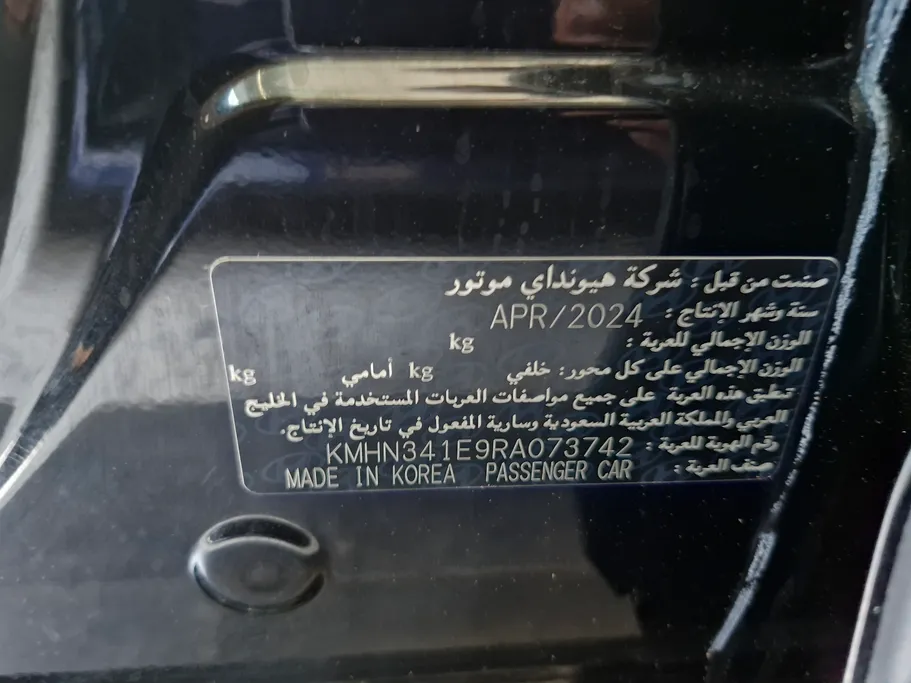 صنعت من قبل : شركة هيونداي موتور
سنة وشهر الإنتاج : APR/2024
الوزن الإجمالي للعربة : kg
الوزن الإجمالي على كل محور : خلفي kg أمامي kg
تنطبق هذه العربة على جميع مواصفات العربات المستخدمة في الخليج
العربي والمملكة العربية السعودية وسارية المفعول في تاريخ الإنتاج.
رقم الهوية للعربة : KMHN341E9RA073742
صنف العربة : MADE IN KOREA PASSENGER CAR